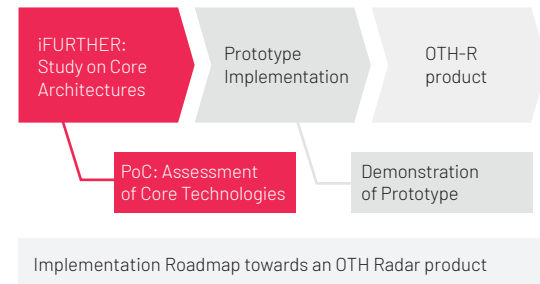 iFURTHER:
Study on Core
Architectures
Prototype
Implementation
OTH-R
product
PoC: Assessment
of Core Technologies
Demonstration
of Prototype
Implementation Roadmap towards an OTH Radar product